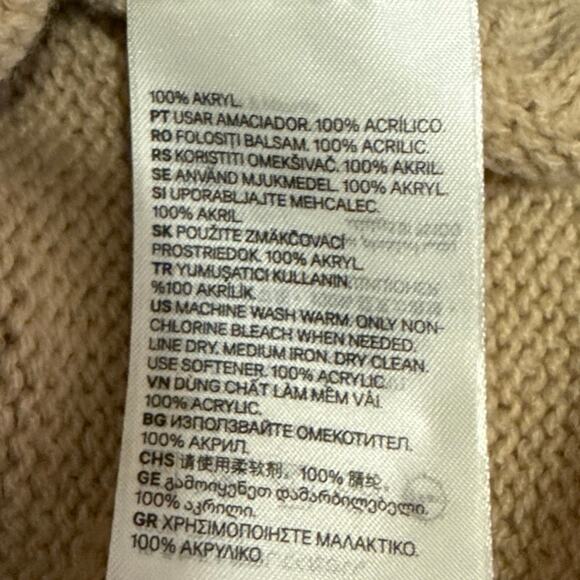 100% AKRYL.
PT USAR AMACIADOR. 100% ACRÍLICO.
RO FOLOSIȚI BALSAM. 100% ACRILIC.
RS KORISTITI OMEKŠIVAČ. 100% AKRIL.
SE ANVÄND MJUKMEDEL. 100% AKRYL.
SI UPORABLJAJTE MEHCALEC.
100% AKRIL.
SK POUŽITE ZMÄKČOVACÍ
PROSTRIEDOK. 100% AKRYL.
TR YUMUŞATICI KULLANIN.
%100 AKRİLİK.
US MACHINE WASH WARM. ONLY NON-
CHLORINE BLEACH WHEN NEEDED.
LINE DRY. MEDIUM IRON. DRY CLEAN.
USE SOFTENER. 100% ACRYLIC.
VN DÙNG CHẤT LÀM MỀM VẢI.
100% ACRYLIC.
BG ИЗПОЛЗВАЙТЕ ОМЕКОТИТЕЛ.
100% АКРИЛ.
CHS 请使用柔软剂。100% 腈纶.
GE გამოიყენეთ დამარბილებელი.
100% აკრილი.
GR ΧΡΗΣΙΜΟΠΟΙΗΣΤΕ ΜΑΛΑΚΤΙΚΟ.
100% ΑΚΡΥΛΙΚΟ.